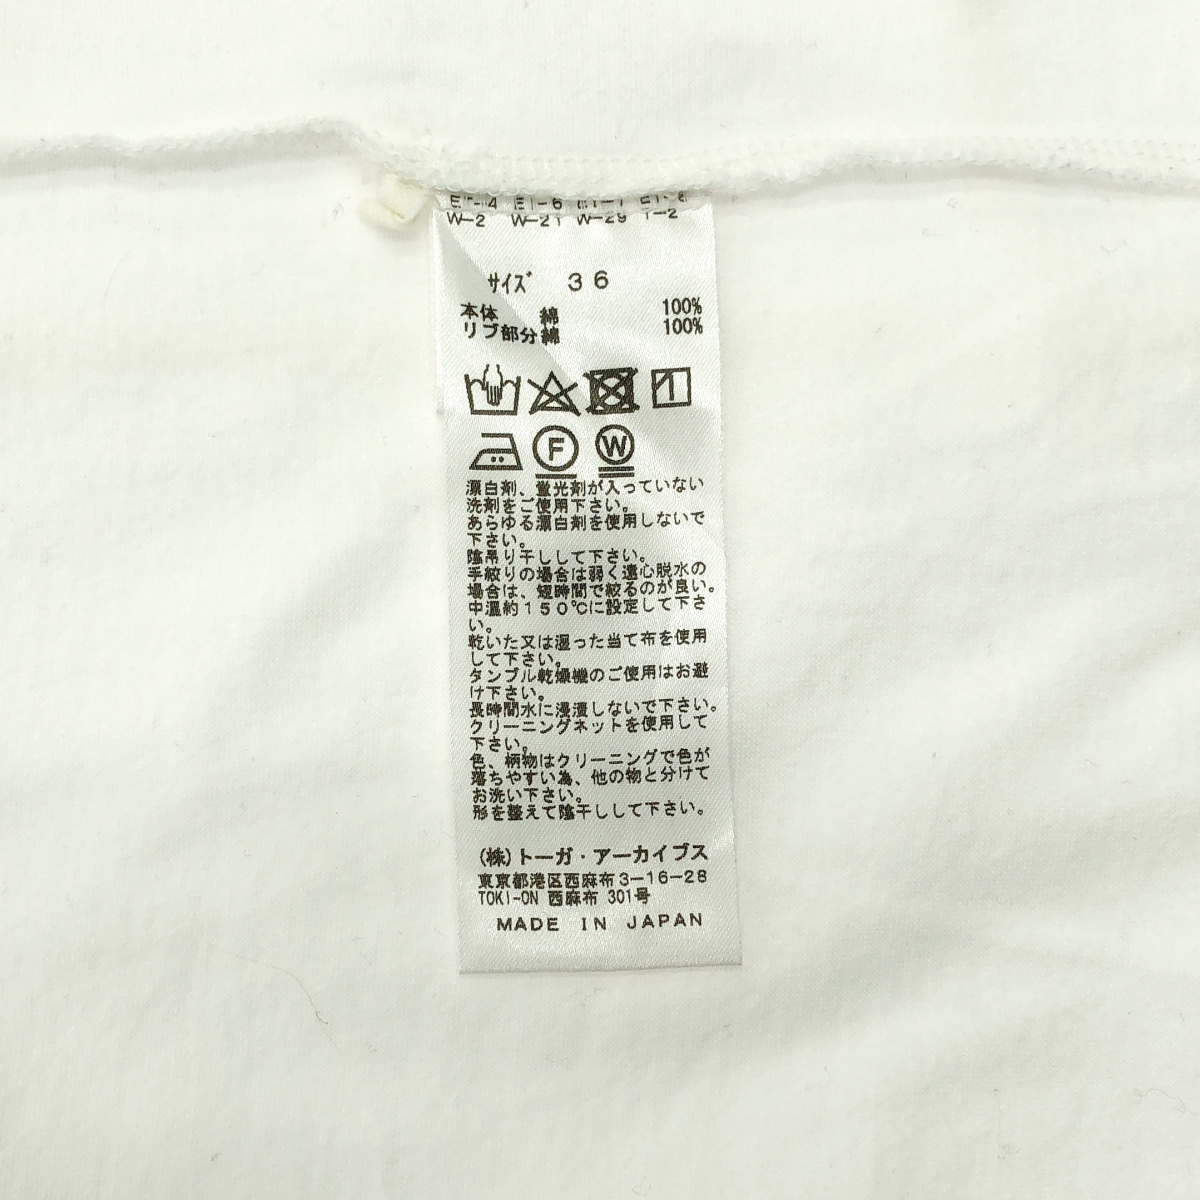 W-2 W-21 W-29 T-2
サイズ 36
本体 綿 100%
リブ部分 綿 100%
F W
漂白剤、蛍光剤が入っていない
洗剤をご使用下さい。
あらゆる漂白剤を使用しないで
下さい。
陰吊り干しして下さい。
手絞りの場合は弱く遠心脱水の
場合は、短時間で絞るのが良い。
中温約150℃に設定して下さ
い。
乾いた又は湿った当て布を使用
して下さい。
タンブル乾燥機のご使用はお避
け下さい。
長時間水に浸漬しないで下さい。
クリーニングネットを使用して
下さい。
色、柄物はクリーニングで色が
落ちやすい為、他の物と分けて
お洗い下さい。
形を整えて陰干しして下さい。
(株)トーガ・アーカイブス
東京都港区西麻布3-16-28
TOKI-ON 西麻布 301号
MADE IN JAPAN